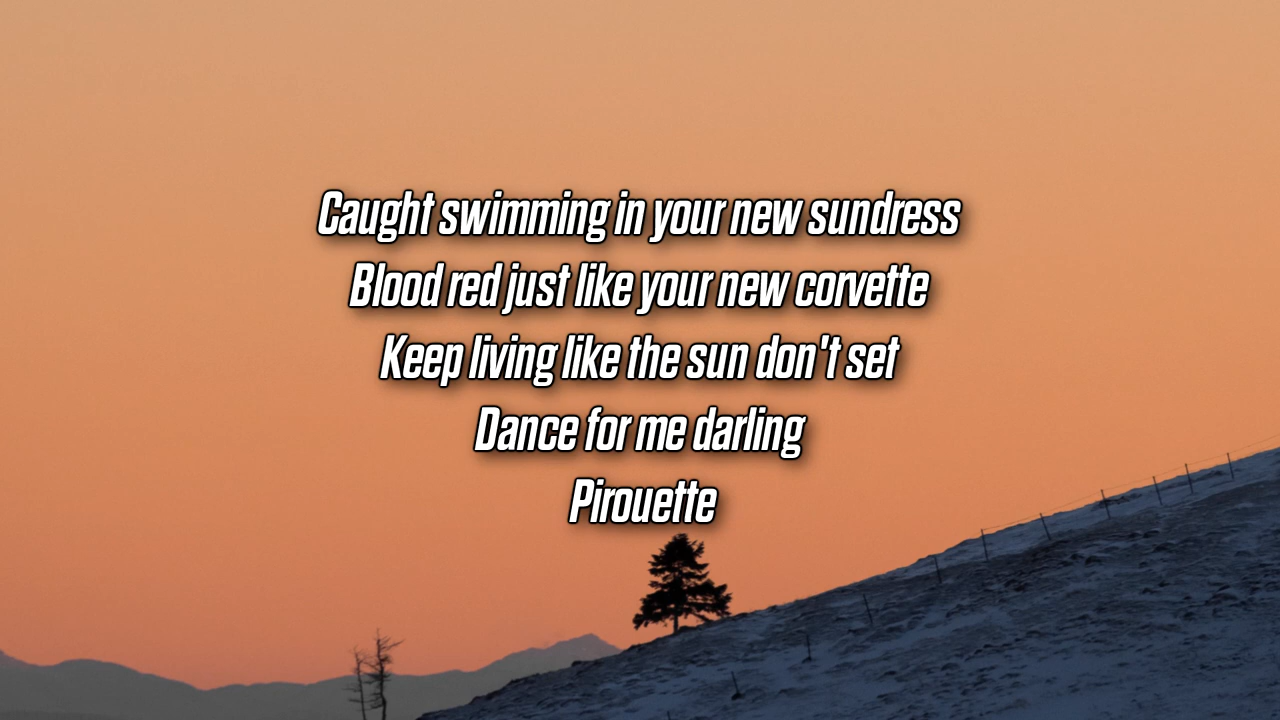 Caught swimming in your new sundress
Blood red just like your new corvette
Keep living like the sun don't set
Dance for me darling
Pirouette